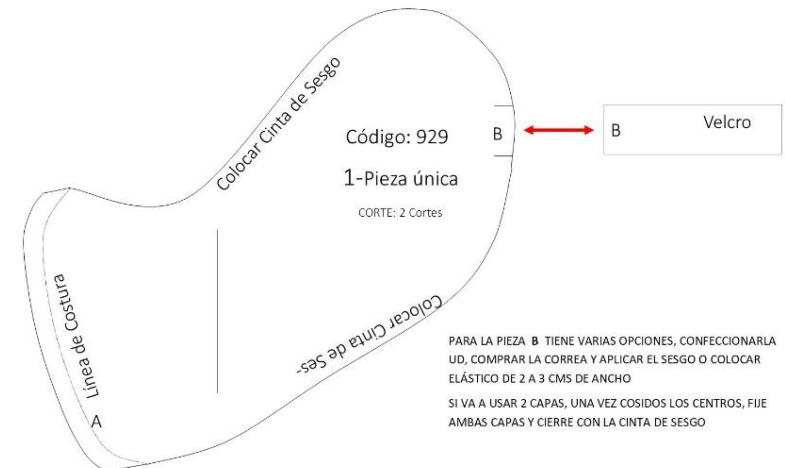 Colocar Cinta de Sesgo
Código: 929
1-Pieza única
CORTE: 2 Cortes
B
B
Velcro
Línea de Costura
A
Colocar Cinta de Ses-
PARA LA PIEZA B TIENE VARIAS OPCIONES, CONFECCIONARLA
UD, COMPRAR LA CORREA Y APLICAR EL SESGO O COLOCAR
ELÁSTICO DE 2 A 3 CMS DE ANCHO
SI VA A USAR 2 CAPAS, UNA VEZ COSIDOS LOS CENTROS, FIJE
AMBAS CAPAS Y CIERRE CON LA CINTA DE SESGO